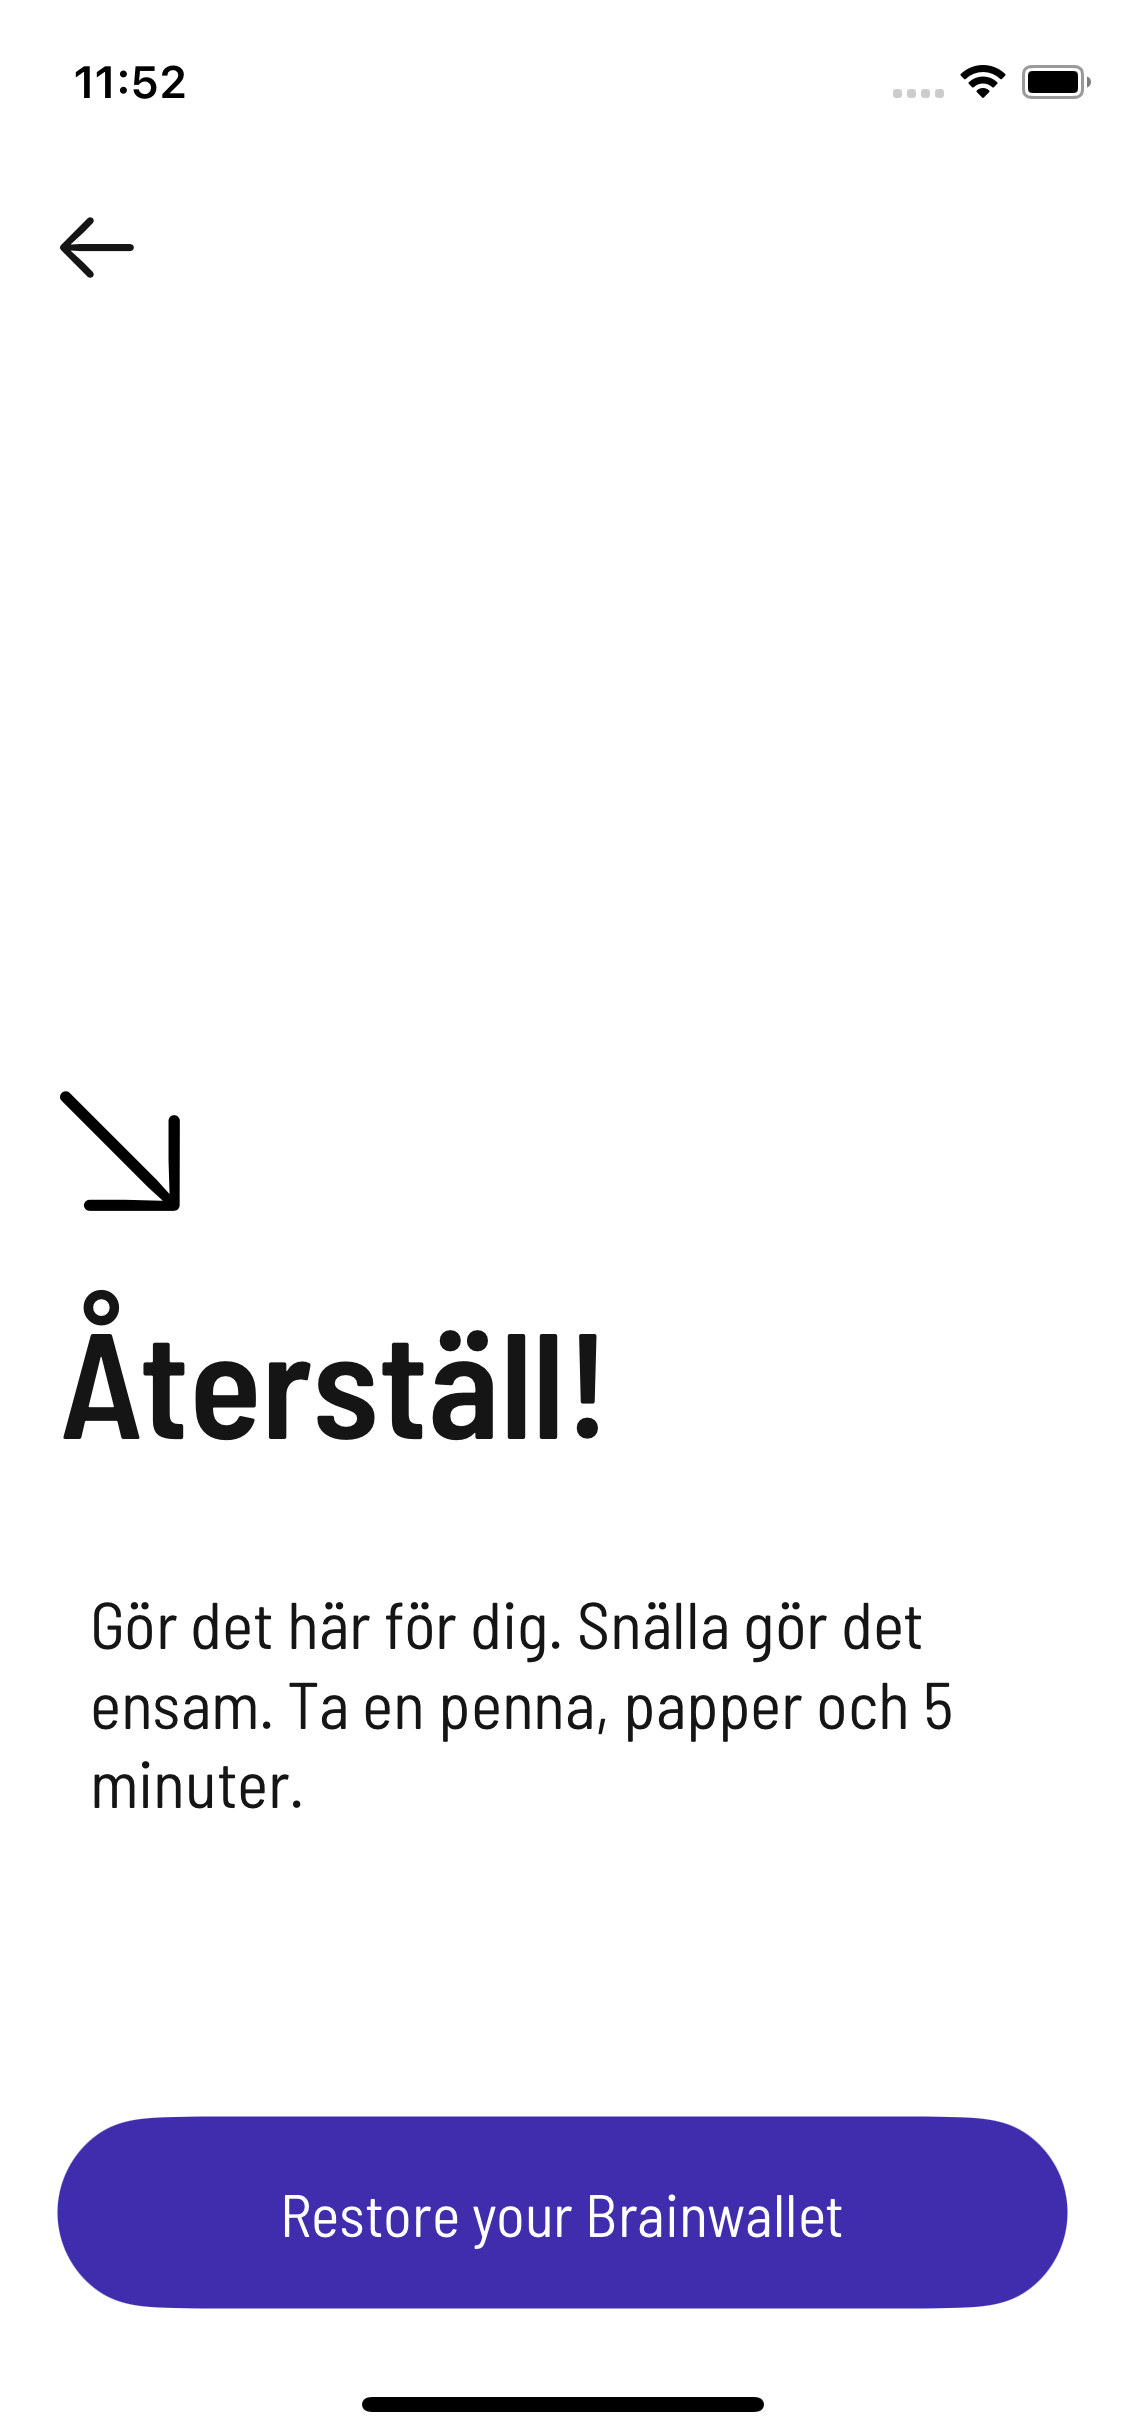 11:52
Återställ!
Gör det här för dig. Snälla gör det
ensam. Ta en penna, papper och 5
minuter.
Restore your Brainwallet